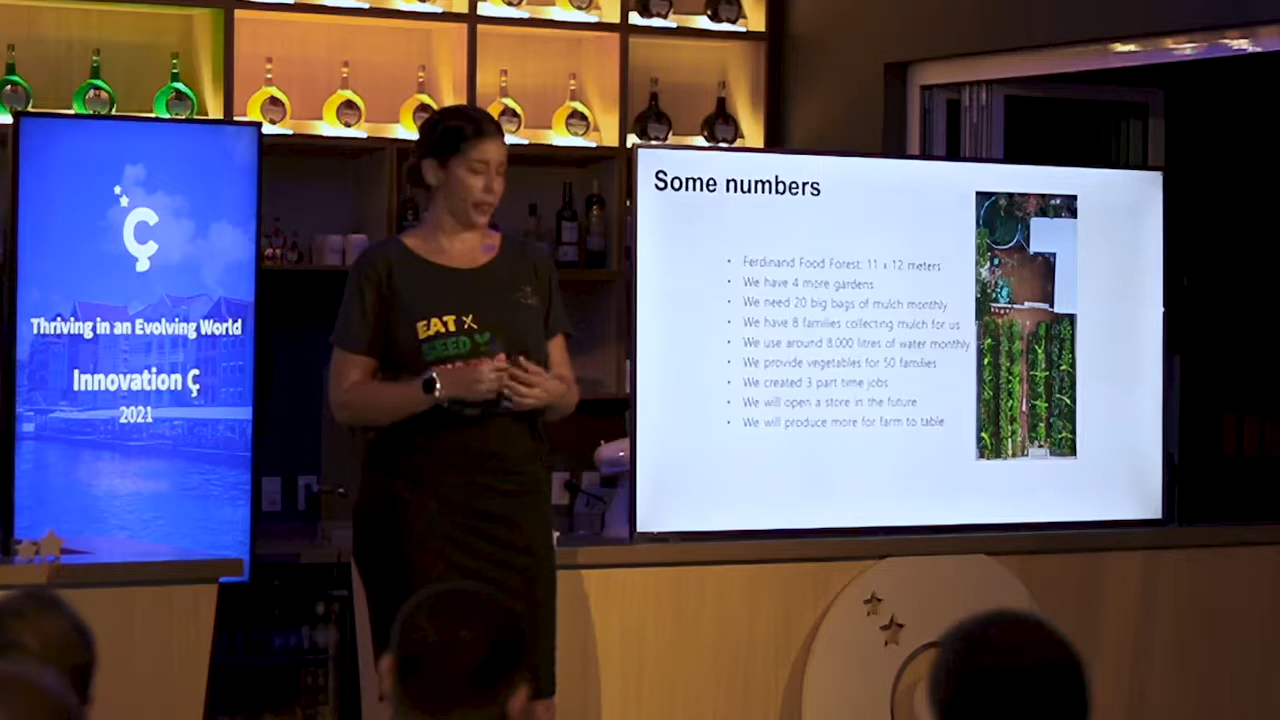 Ç
Thriving in an Evolving World
Innovation Ç
2021
EAT
SEED
Some numbers
• Ferdinand Food Forest: 11 x 12 meters
• We have 4 more gardens
• We need 20 big bags of mulch monthly
• We have 8 families collecting mulch for us
• We use around 8.000 litres of water monthly
• We provide vegetables for 50 families
• We created 3 part time jobs
• We will open a store in the future
• We will produce more for farm to table